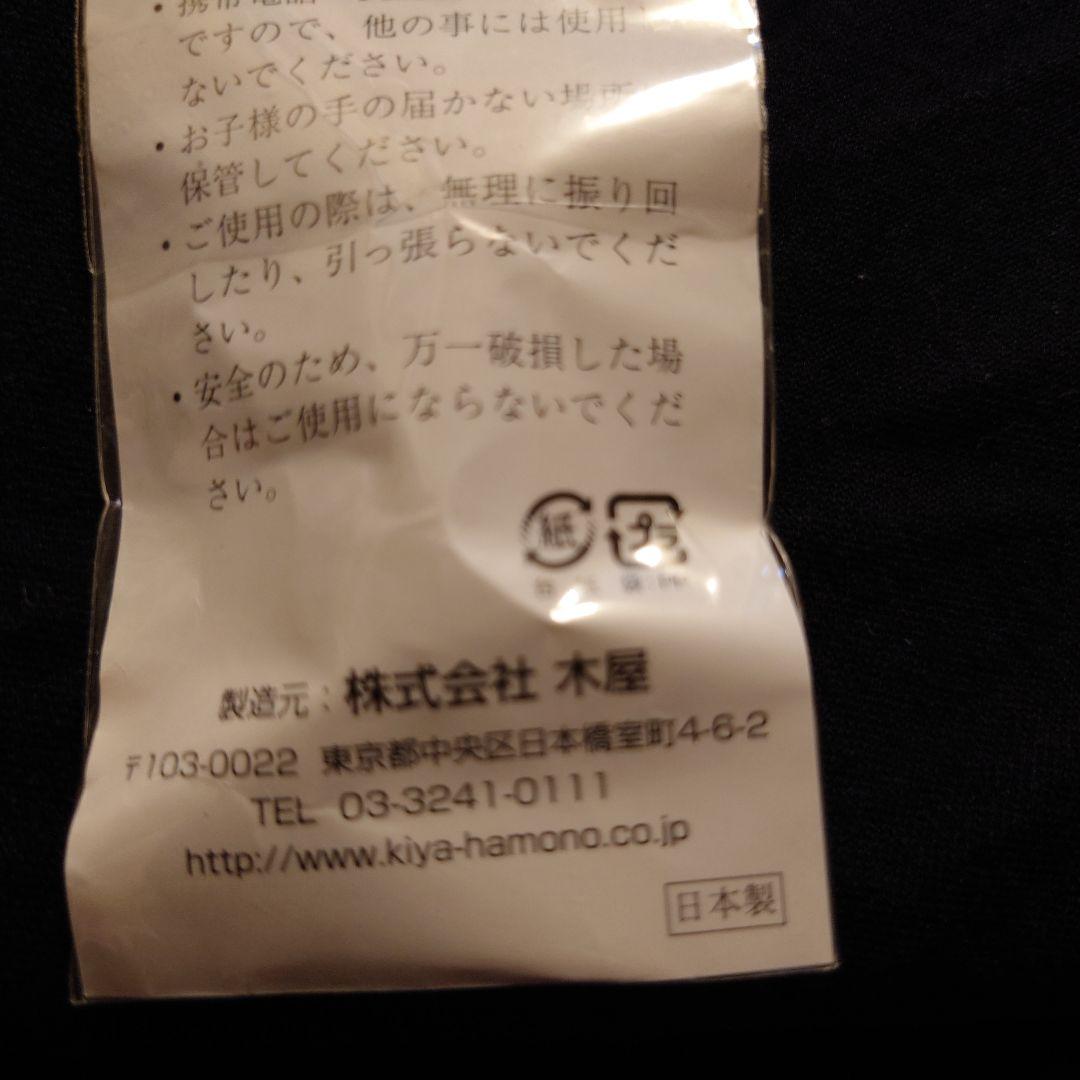 ・携帯電話
ですので、他の事には使用
ないでください。
・お子様の手の届かない場所
保管してください。
・ご使用の際は、無理に振り回
したり、引っ張らないでくだ
さい。
・安全のため、万一破損した場
合はご使用にならないでくだ
さい。
紙 プラ
製造元：株式会社 木屋
〒103-0022 東京都中央区日本橋室町4-6-2
TEL 03-3241-0111
http://www.kiya-hamono.co.jp
日本製